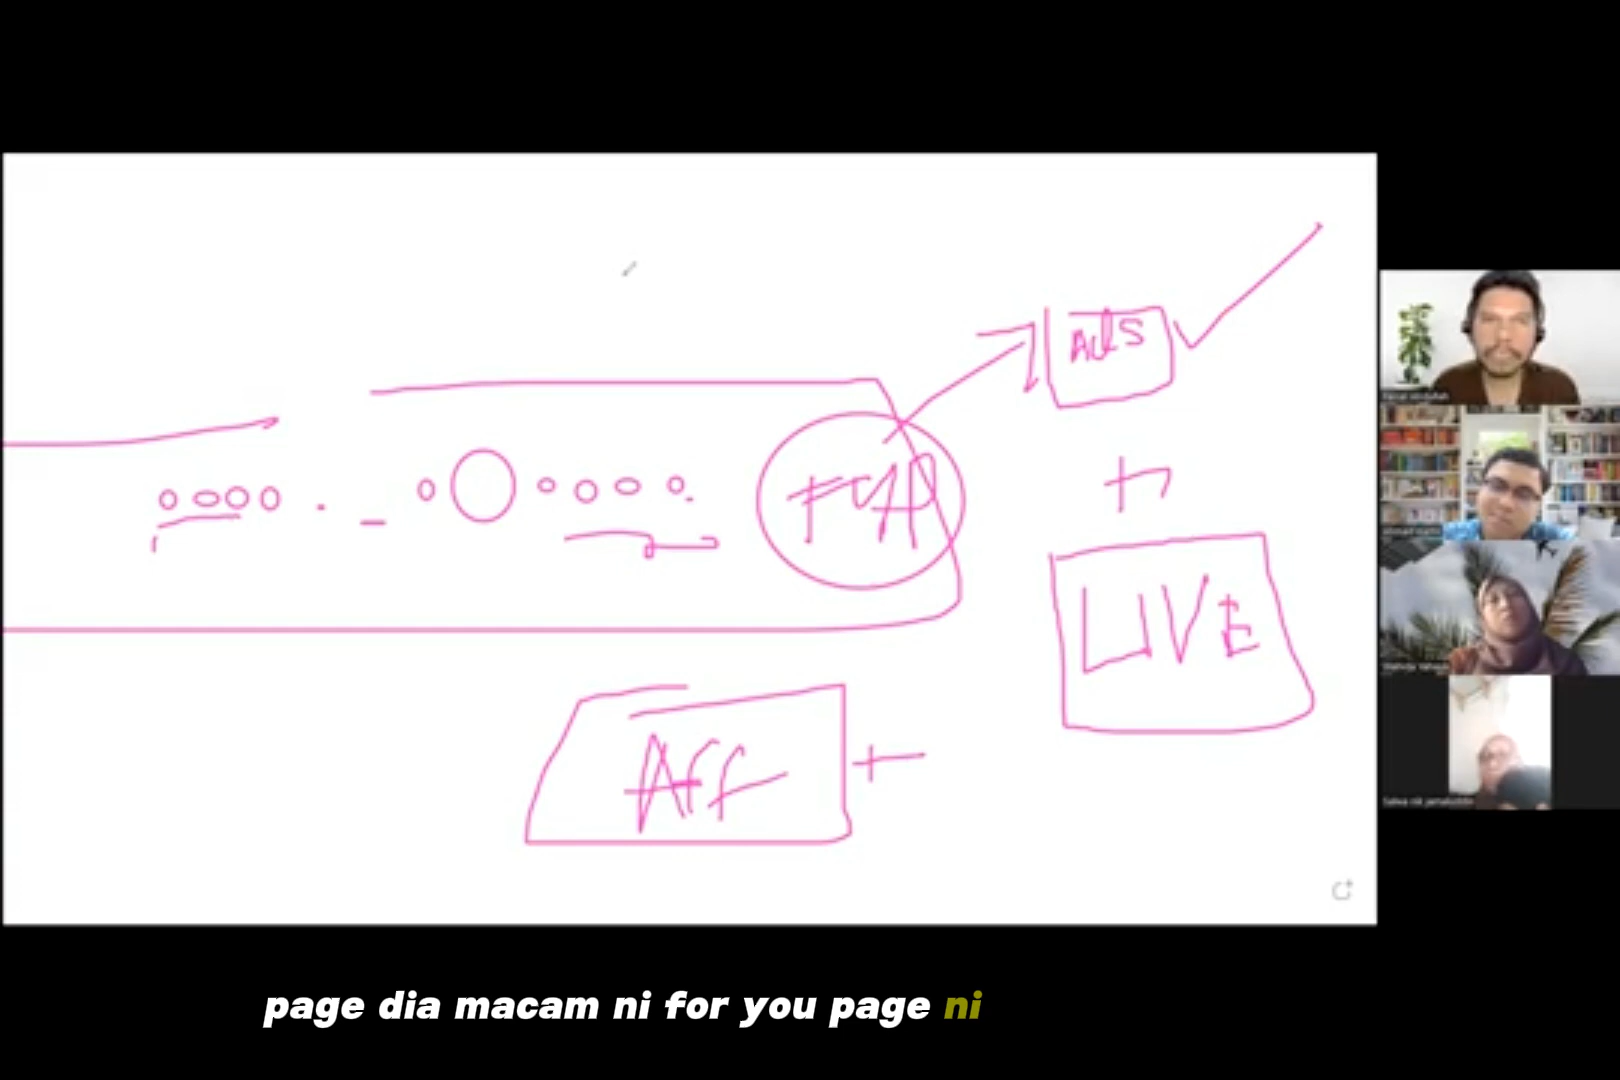 Ads
+
FYP
LIVE
Aff +
page dia macam ni for you page ni